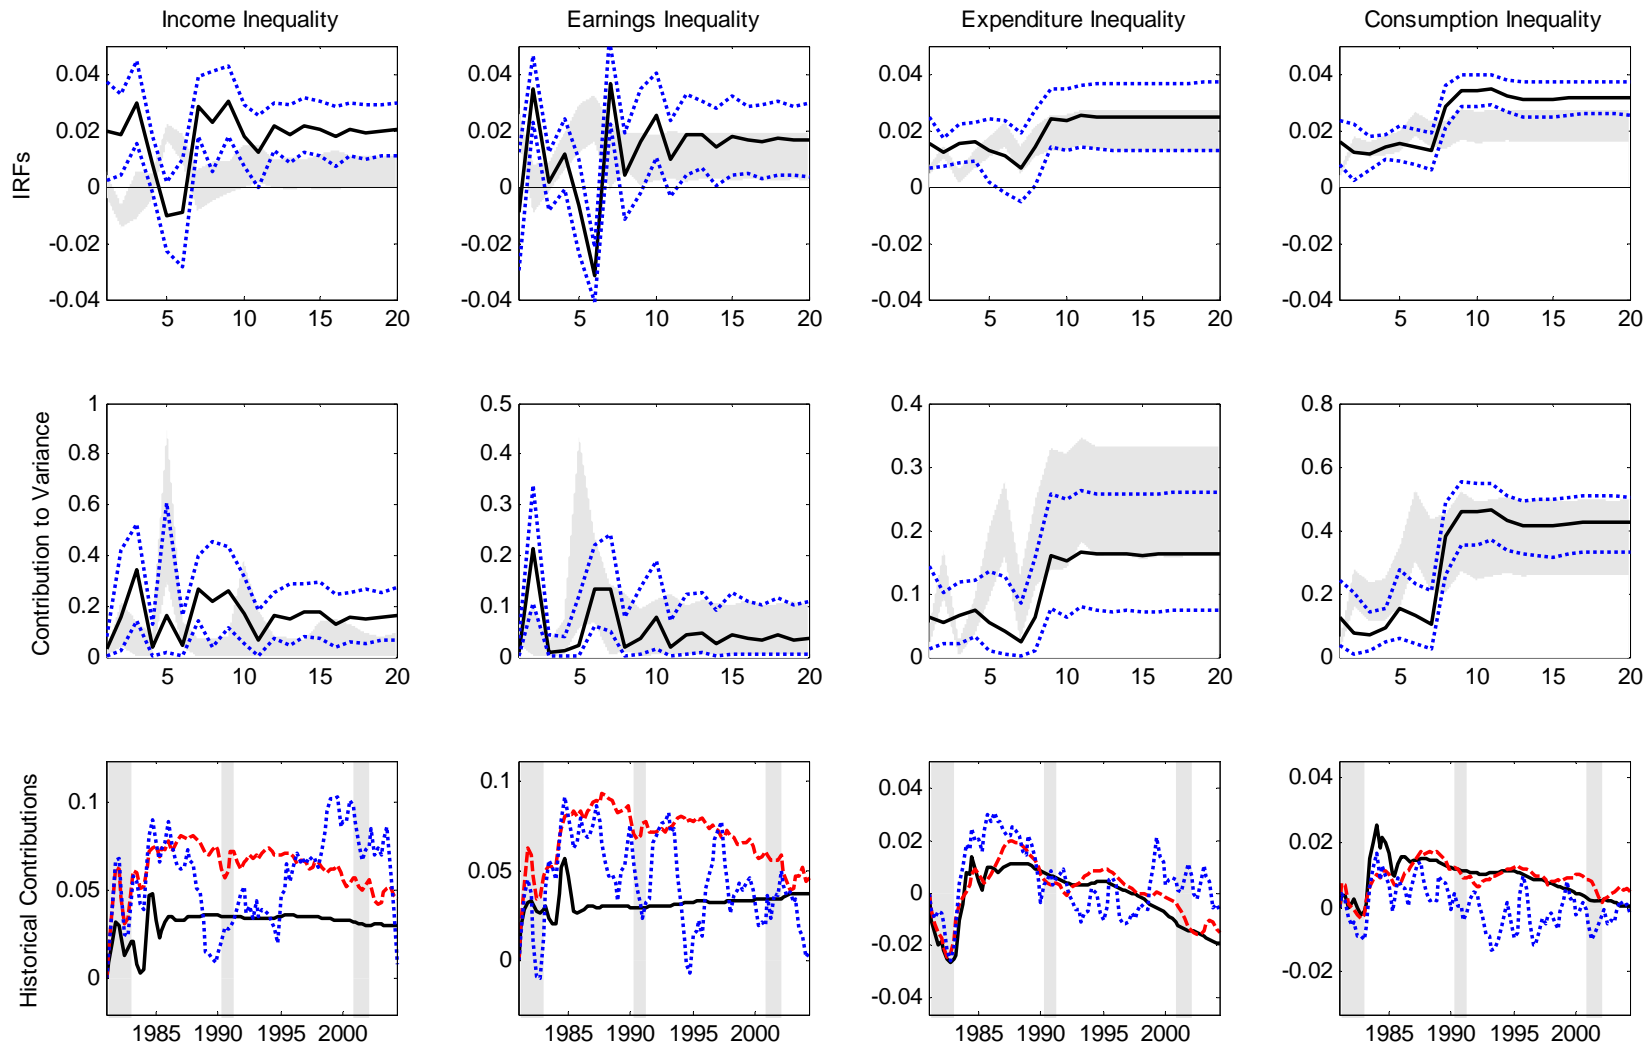 Income Inequality Earnings Inequality Expenditure Inequality Consumption Inequality
IRFs
0.04 0.04 0.04 0.04
0.02 0.02 0.02 0.02
0 0 0 0
-0.02 -0.02 -0.02 -0.02
-0.04 -0.04 -0.04 -0.04
5 10 15 20 5 10 15 20 5 10 15 20 5 10 15 20
Contribution to Variance
1 0.5 0.4 0.8
0.8 0.4 0.3 0.6
0.6 0.3 0.2 0.4
0.4 0.2 0.1 0.2
0.2 0.1 0 0
0 0
5 10 15 20 5 10 15 20 5 10 15 20 5 10 15 20
Historical Contributions
0.1 0.1 0.04 0.04
0.05 0.05 0.02 0.02
0 0 0 0
-0.02 -0.02
-0.04
1985 1990 1995 2000 1985 1990 1995 2000 1985 1990 1995 2000 1985 1990 1995 2000